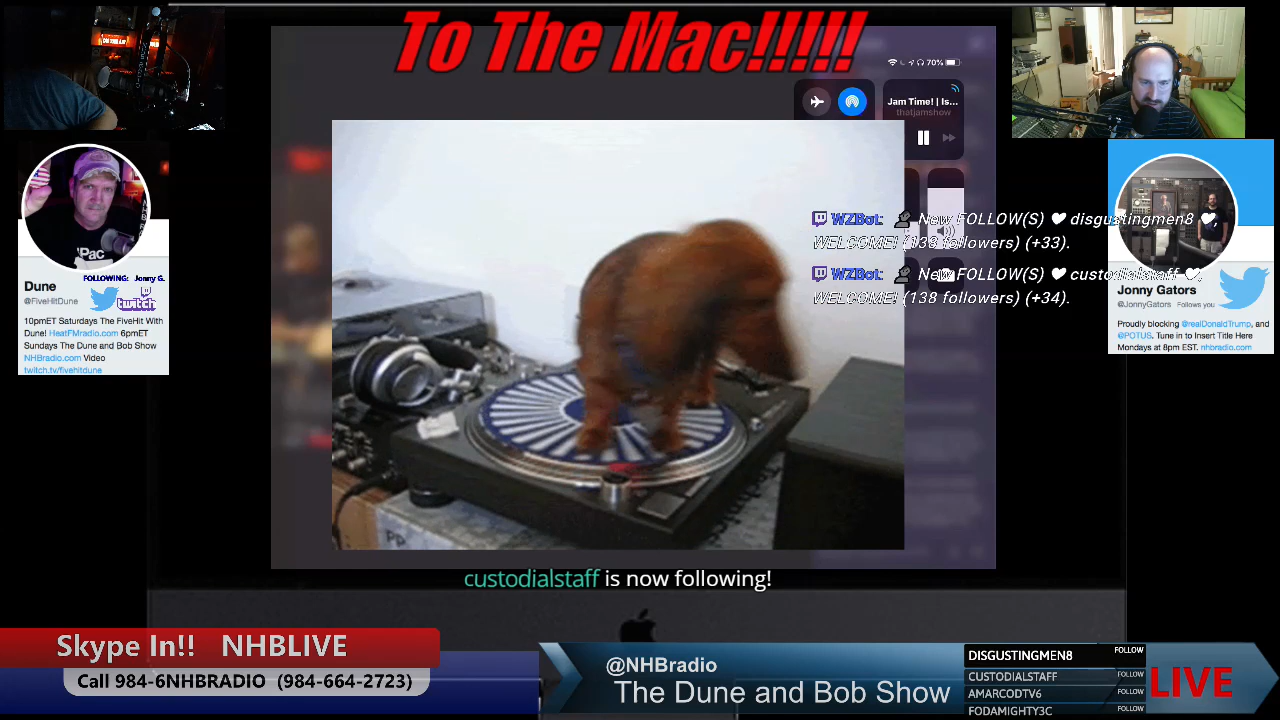 To The Mac!!!!!
ON THE AIR
70%
Jam Time! | Is...
thatjamshow
WZBot: New FOLLOW(S) ♥ disgustingmen8 ♥,
WELCOME! (138 followers) (+33).
WZBot: New FOLLOW(S) ♥ custodialstaff ♥,
WELCOME! (138 followers) (+34).
FOLLOWING: Jonny G.
twitch
Dune
@FiveHitDune
10pmET Saturdays The FiveHit With
Dune! HeatFMradio.com 6pmET
Sundays The Dune and Bob Show
NHBradio.com Video
twitch.tv/fivehitdune
Jonny Gators
@JonnyGators Follows you
Proudly blocking @realDonaldTrump, and
@POTUS. Tune in to Insert Title Here
Mondays at 8pm EST. nhbradio.com
custodialstaff is now following!
Skype In!! NHBLIVE
Call 984-6NHBRADIO (984-664-2723)
@NHBradio
The Dune and Bob Show
DISGUSTINGMEN8 FOLLOW
CUSTODIALSTAFF FOLLOW
AMARCODTV6 FOLLOW
FODAMIGHTY3C FOLLOW
LIVE